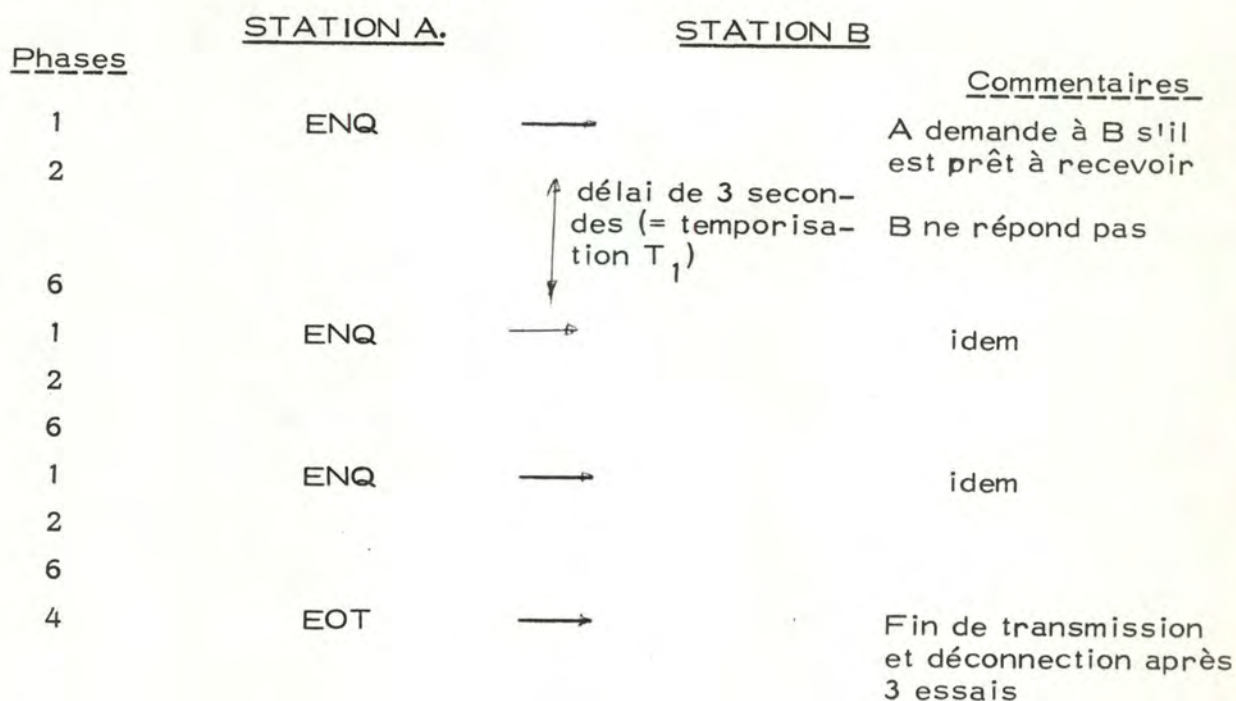 STATION A. STATION B
Phases
Commentaires
1 ENQ → A demande à B s'il
est prêt à recevoir
2
délai de 3 secon-
des (= temporisa-
tion T1)
B ne répond pas
6
1 ENQ → idem
2
6
1 ENQ → idem
2
6
4 EOT → Fin de transmission
et déconnection après
3 essais